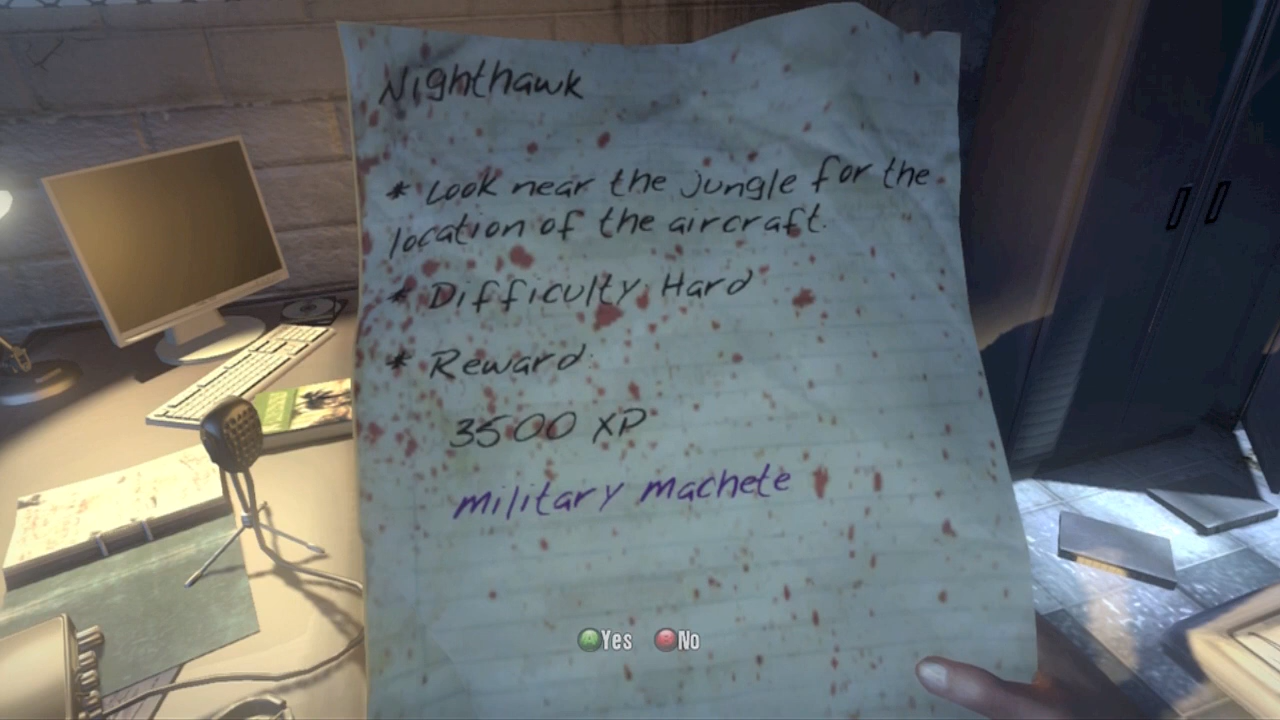 Nighthawk
* Look near the jungle for the
location of the aircraft.
* Difficulty: Hard
* Reward:
3500 XP
military machete
A Yes B No